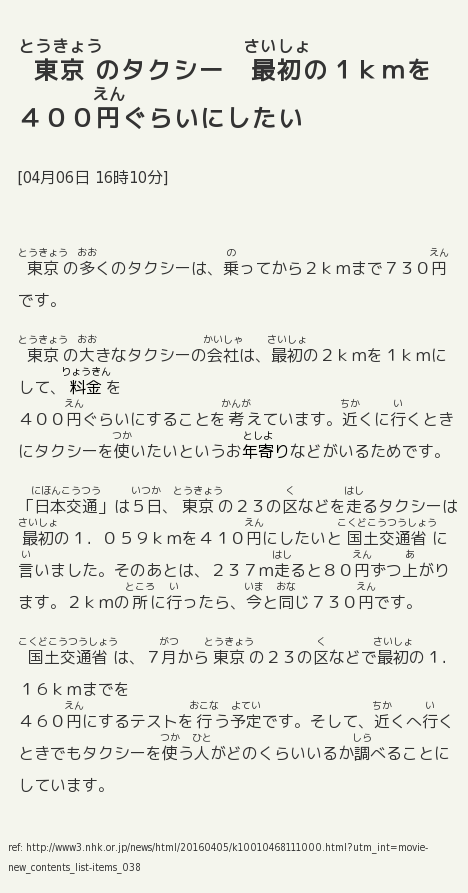 とうきょう さいしょ
東京 のタクシー 最初の１ｋｍを
えん
４００円ぐらいにしたい
[04月06日 16時10分]
とうきょう おお の えん
東京の多くのタクシーは、乗ってから２ｋｍまで７３０円
です。
とうきょう おお かいしゃ さいしょ
東京の大きなタクシーの会社は、最初の２ｋｍを１ｋｍに
りょうきん
して、料金を
えん かんが ちか い
４００円ぐらいにすることを考えています。近くに行くとき
つか としよ
にタクシーを使いたいというお年寄りなどがいるためです。
にほんこうつう いつか とうきょう く はし
「日本交通」は５日、東京の２３の区などを走るタクシーは
さいしょ えん こくどこうつうしょう
最初の１．０５９ｋｍを４１０円にしたいと国土交通省に
い はし えん あ
言いました。そのあとは、２３７ｍ走ると８０円ずつ上がり
ところ い いま おな えん
ます。２ｋｍの所に行ったら、今と同じ７３０円です。
こくどこうつうしょう がつ とうきょう く さいしょ
国土交通省は、７月から東京の２３の区などで最初の１．
１６ｋｍまでを
えん おこな よてい ちか い
４６０円にするテストを行う予定です。そして、近くへ行く
つか ひと しら
ときでもタクシーを使う人がどのくらいいるか調べることに
しています。
ref: http://www3.nhk.or.jp/news/html/20160405/k10010468111000.html?utm_int=movie-
new_contents_list-items_038